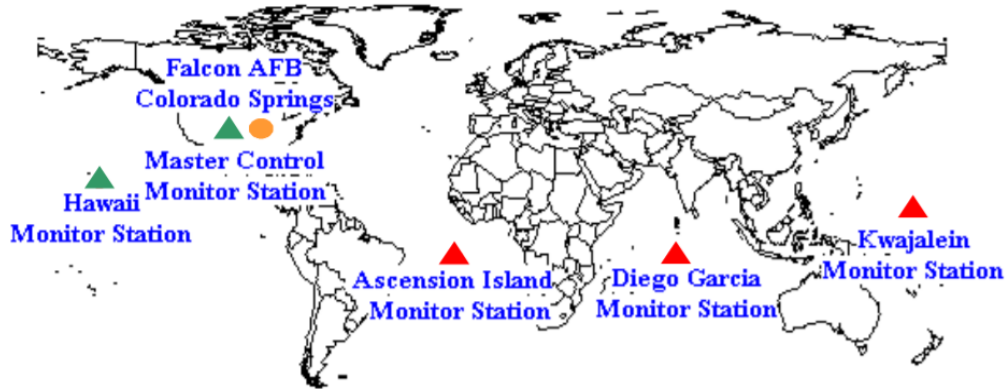 Falcon AFB
Colorado Springs
Master Control
Monitor Station
Hawaii
Monitor Station
Ascension Island
Monitor Station
Diego Garcia
Monitor Station
Kwajalein
Monitor Station